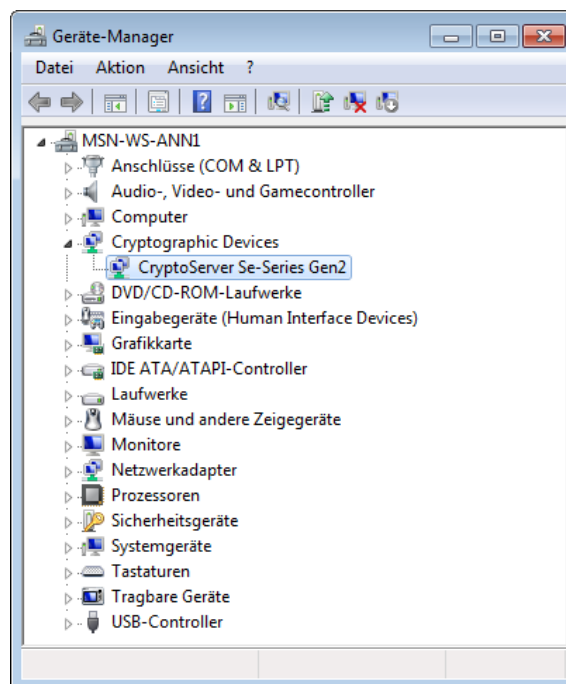 Geräte-Manager
Datei Aktion Ansicht ?
MSN-WS-ANN1
Anschlüsse (COM & LPT)
Audio-, Video- und Gamecontroller
Computer
Cryptographic Devices
CryptoServer Se-Series Gen2
DVD/CD-ROM-Laufwerke
Eingabegeräte (Human Interface Devices)
Grafikkarte
IDE ATA/ATAPI-Controller
Laufwerke
Mäuse und andere Zeigegeräte
Monitore
Netzwerkadapter
Prozessoren
Sicherheitsgeräte
Systemgeräte
Tastaturen
Tragbare Geräte
USB-Controller